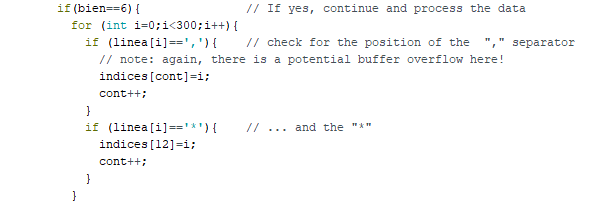 if(bien==6){               // If yes, continue and process the data
  for (int i=0;i<300;i++){
    if (linea[i]==','){    // check for the position of the  "," separator
      // note: again, there is a potential buffer overflow here!
      indices[cont]=i;
      cont++;
    }
    if (linea[i]=='*'){    // ... and the "*"
      indices[12]=i;
      cont++;
    }
  }